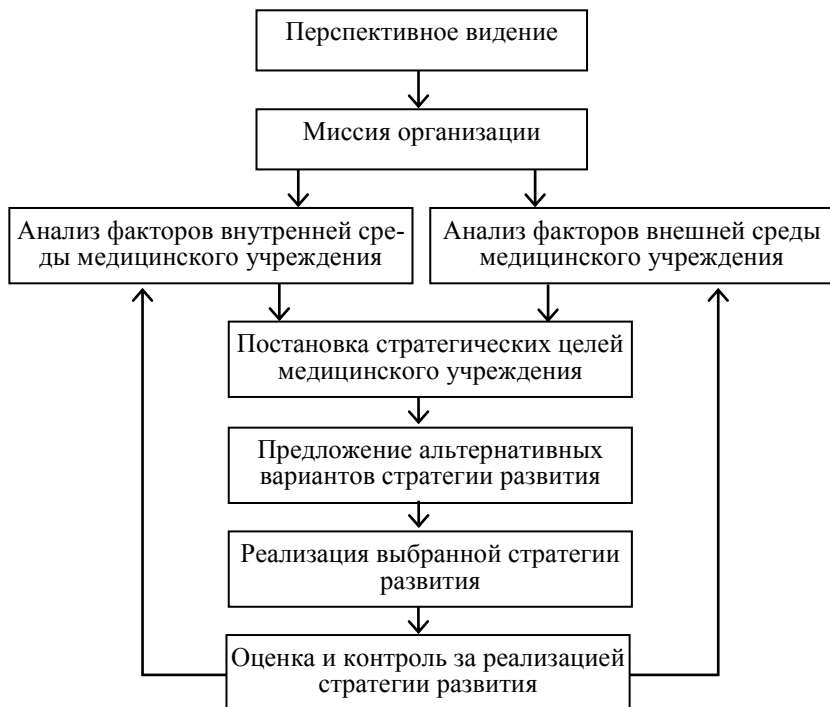 Перспективное видение
Миссия организации
Анализ факторов внутренней сре-
ды медицинского учреждения
Анализ факторов внешней среды
медицинского учреждения
Постановка стратегических целей
медицинского учреждения
Предложение альтернативных
вариантов стратегии развития
Реализация выбранной стратегии
развития
Оценка и контроль за реализацией
стратегии развития